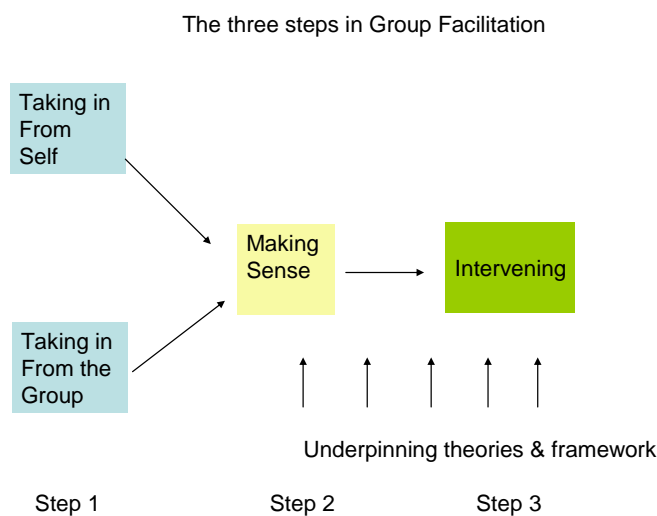 The three steps in Group Facilitation
Taking in
From
Self
Making
Sense
Intervening
Taking in
From the
Group
Underpinning theories & framework
Step 1
Step 2
Step 3